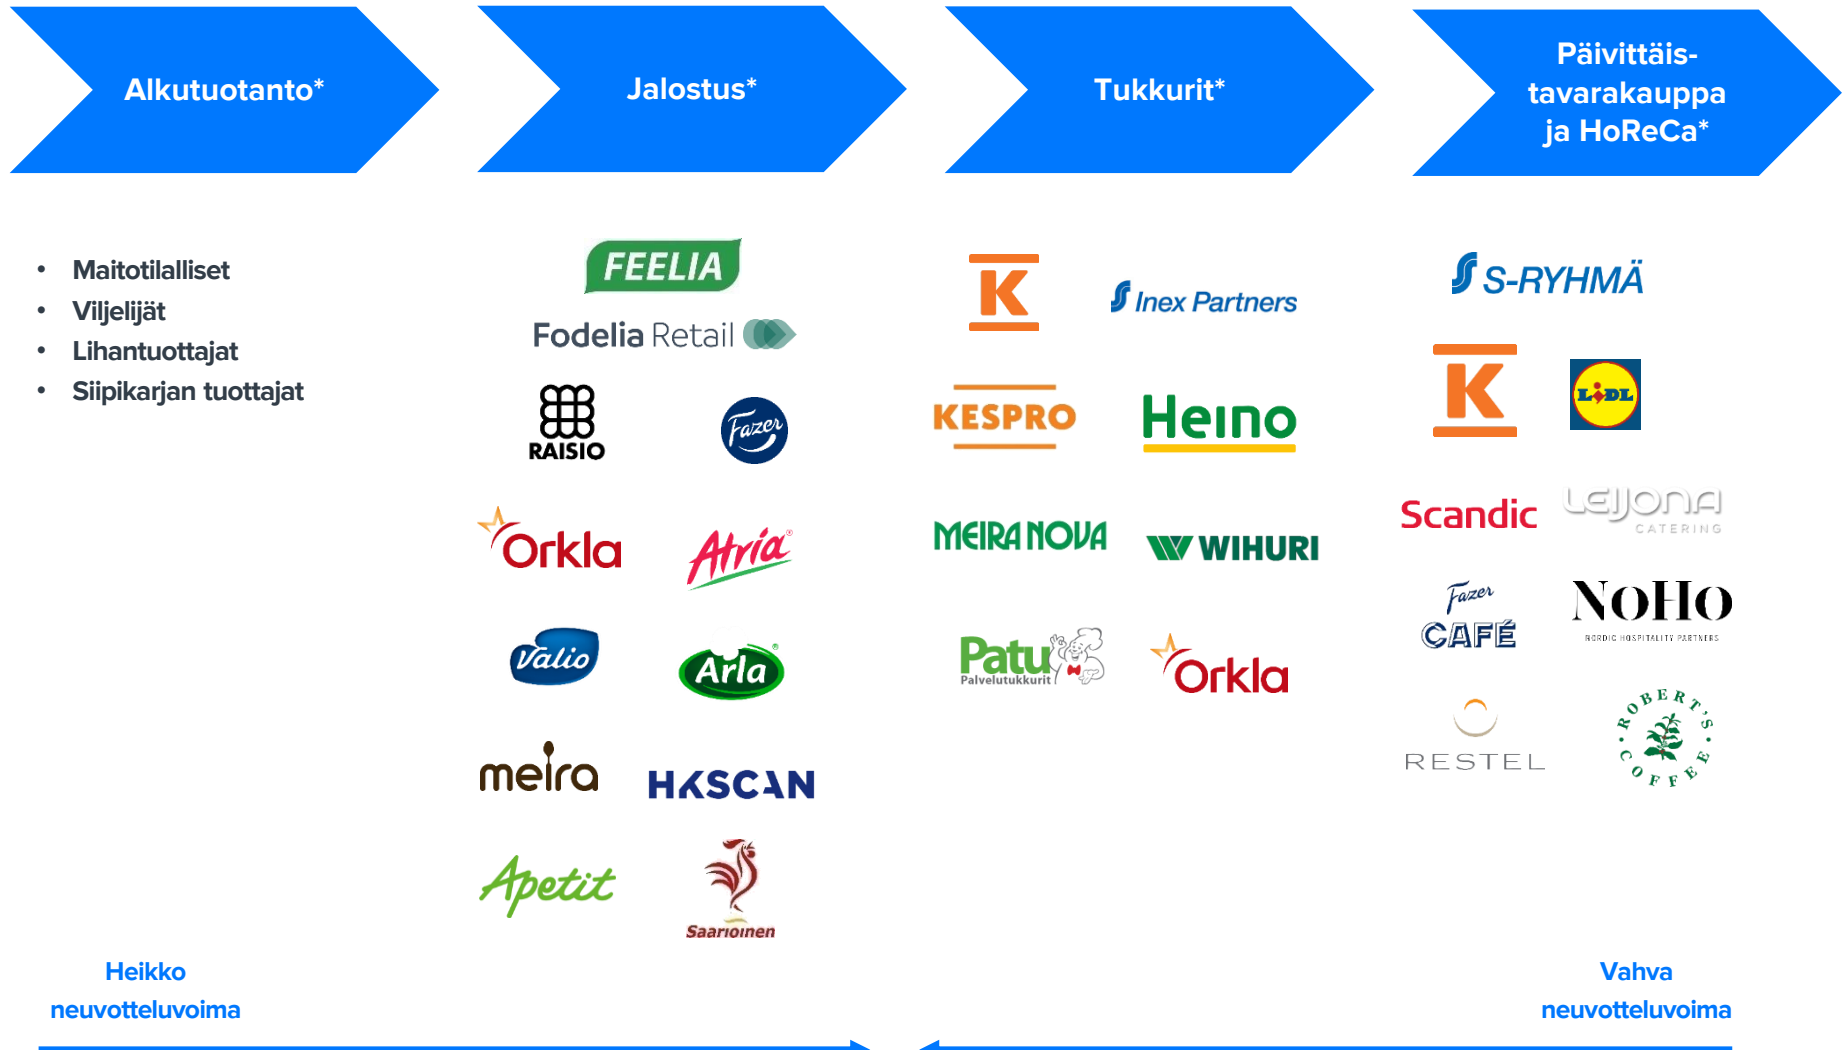 Alkutuotanto*
Jalostus*
Tukkurit*
Päivittäis-
tavarakauppa
ja HoReCa*
• Maitotilalliset
• Viljelijät
• Lihantuottajat
• Siipikarjan tuottajat
FEELIA
Fodelia Retail
RAISIO
Fazer
Orkla
Atria®
Valio
Arla®
meira
HKSCAN
Apetit
Saarioinen
K
Inex Partners
KESPRO
Heino
MEIRA NOVA
WIHURI
Patu
Palvelutukkurit
Orkla
S-RYHMÄ
K
LIDL
Scandic
LEIJONA
CATERING
Fazer
CAFÉ
NOHO
NORDIC HOSPITALITY PARTNERS
RESTEL
ROBERT'S
COFFEE
Heikko
neuvotteluvoima
Vahva
neuvotteluvoima